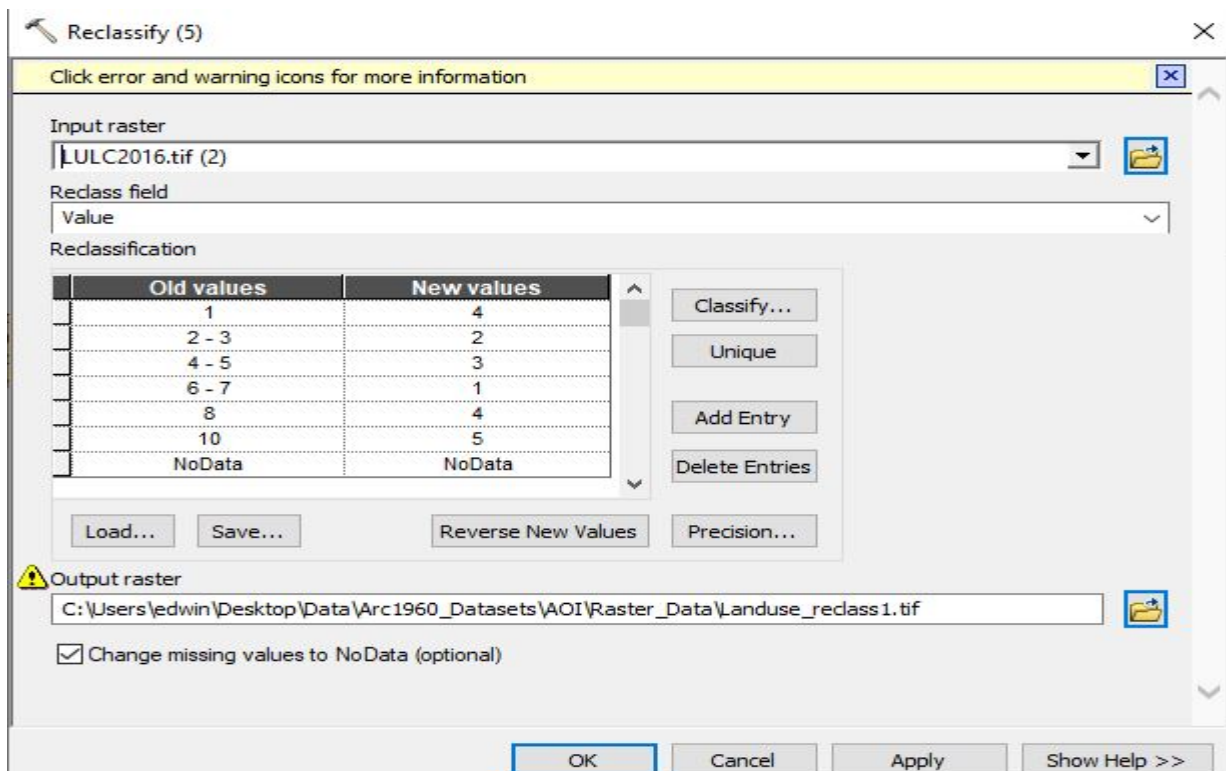 Reclassify (5)
Click error and warning icons for more information
Input raster
LULC2016.tif (2)
Reclass field
Value
Reclassification
Old values New values
1 4
2 - 3 2
4 - 5 3
6 - 7 1
8 4
10 5
NoData NoData
Classify...
Unique
Add Entry
Delete Entries
Load... Save... Reverse New Values Precision...
Output raster
C:\Users\edwin\Desktop\Data\Arc1960_Datasets\AOI\Raster_Data\Landuse_reclass1.tif
Change missing values to NoData (optional)
OK Cancel Apply Show Help >>